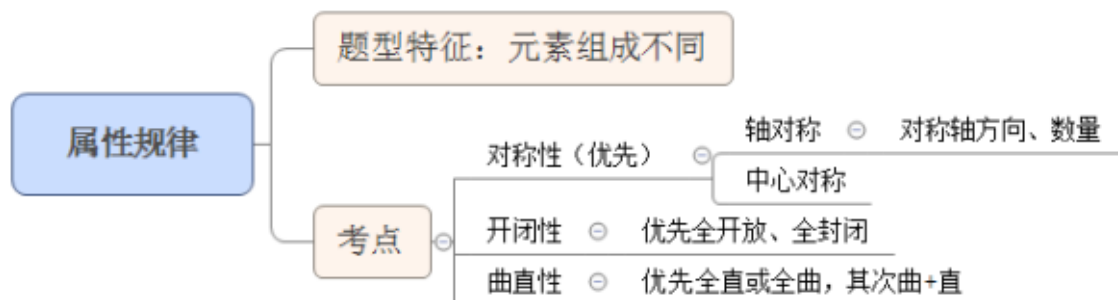 属性规律
题型特征：元素组成不同
考点
对称性（优先）
轴对称
对称轴方向、数量
中心对称
开闭性
优先全开放、全封闭
曲直性
优先全直或全曲，其次曲+直